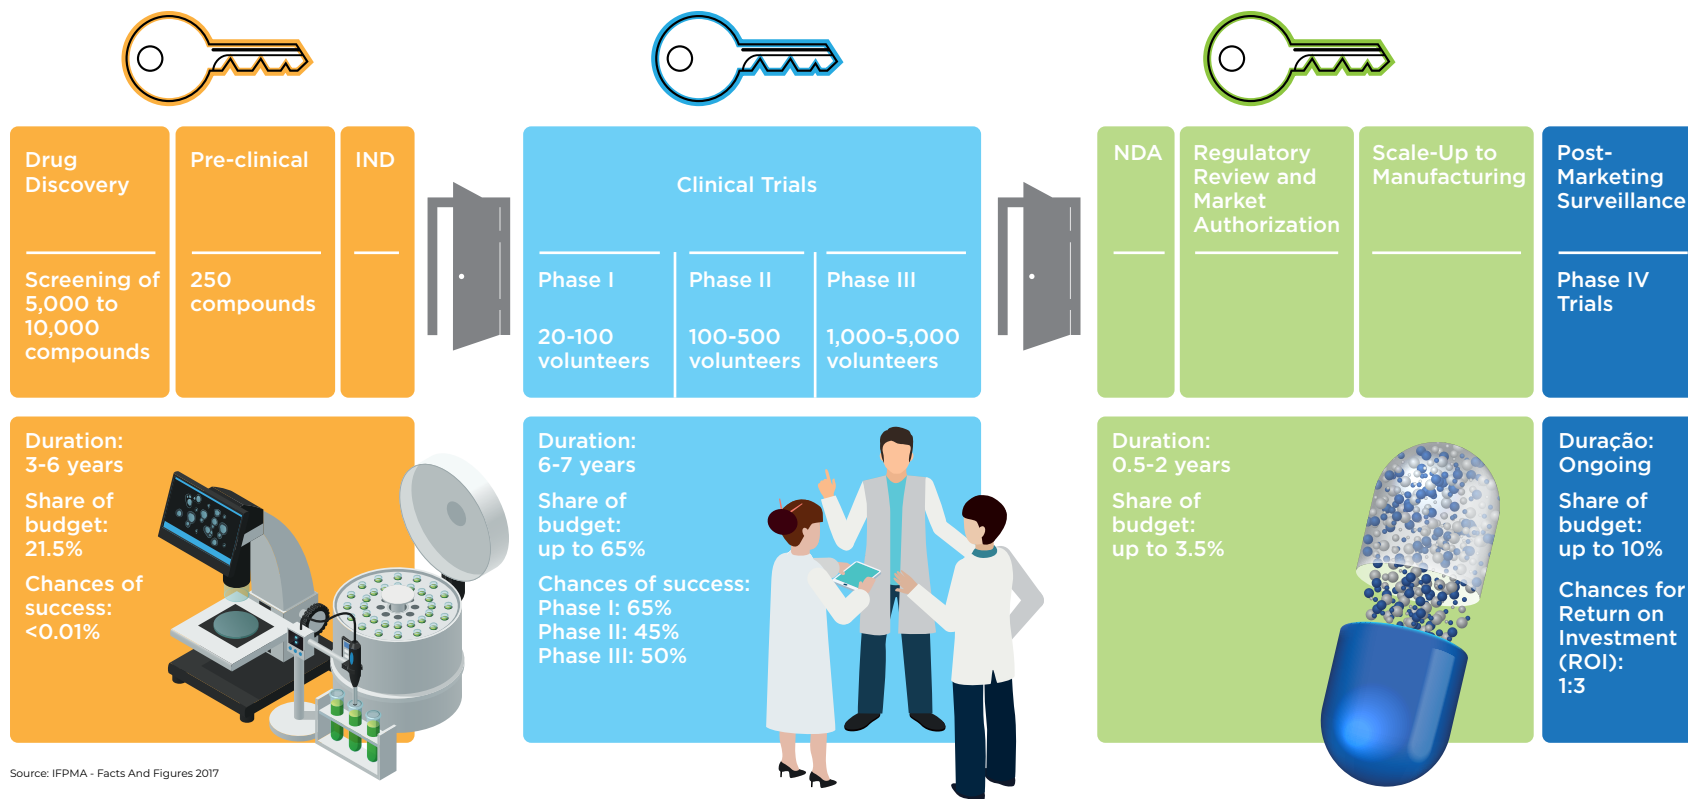 Drug
Discovery
Pre-clinical
IND
Screening of
5,000 to
10,000
compounds
250
compounds
Clinical Trials
Phase I
20-100
volunteers
Phase II
100-500
volunteers
Phase III
1,000-5,000
volunteers
NDA
Regulatory
Review and
Market
Authorization
Scale-Up to
Manufacturing
Post-
Marketing
Surveillance
Phase IV
Trials
Duration:
3-6 years
Share of
budget:
21.5%
Chances of
success:
<0.01%
Duration:
6-7 years
Share of
budget:
up to 65%
Chances of success:
Phase I: 65%
Phase II: 45%
Phase III: 50%
Duration:
0.5-2 years
Share of
budget:
up to 3.5%
Duração:
Ongoing
Share of
budget:
up to 10%
Chances for
Return on
Investment
(ROI):
1:3
Source: IFPMA - Facts And Figures 2017